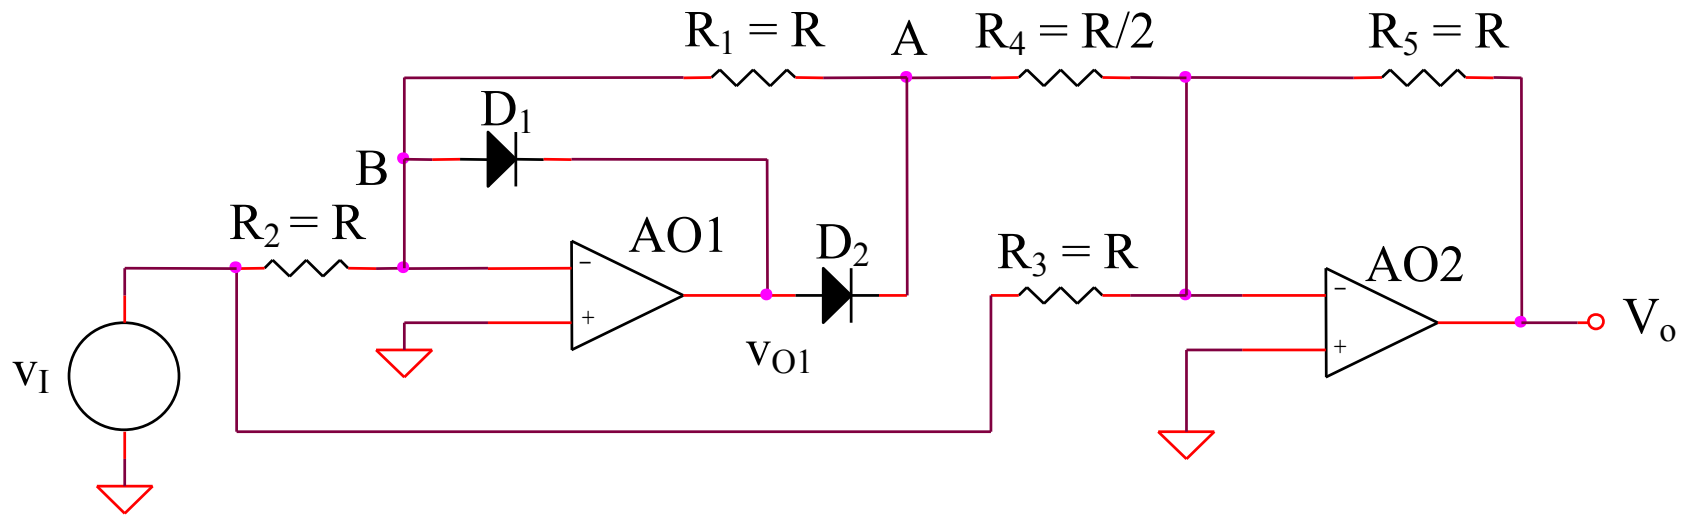 R₁ = R
A
R₄ = R/2
R₅ = R
D₁
B
R₂ = R
AO1
D₂
R₃ = R
AO2
−
+
−
+
vI
vO1
Vo